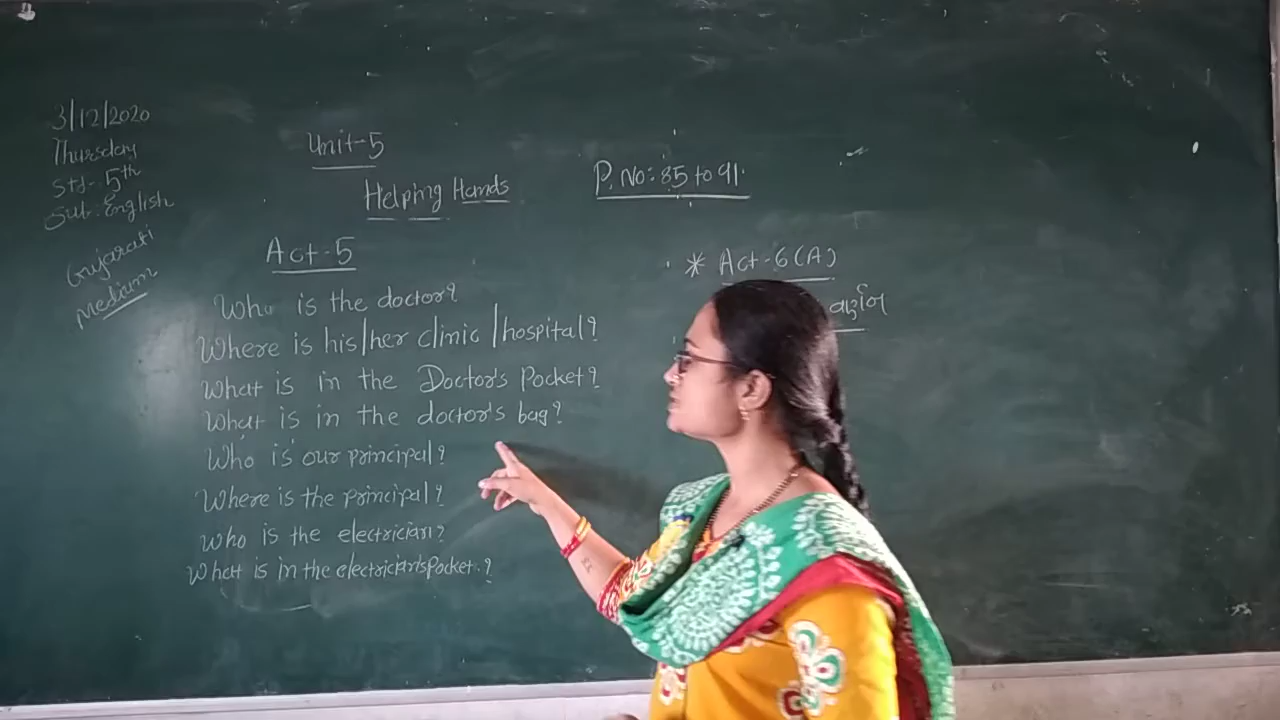 3/12/2020
Thursday
Std- 5th
Sub: English
Gujarati
Medium
Unit-5
Helping Hands
P. No: 85 to 91.
Act-5
Who is the doctor?
Where is his/her clinic /hospital?
What is in the Doctor's Pocket?
What is in the doctor's bag?
Who is our principal?
Where is the principal?
Who is the electrician?
What is in the electrician's Pocket.?
* Act-6(A)